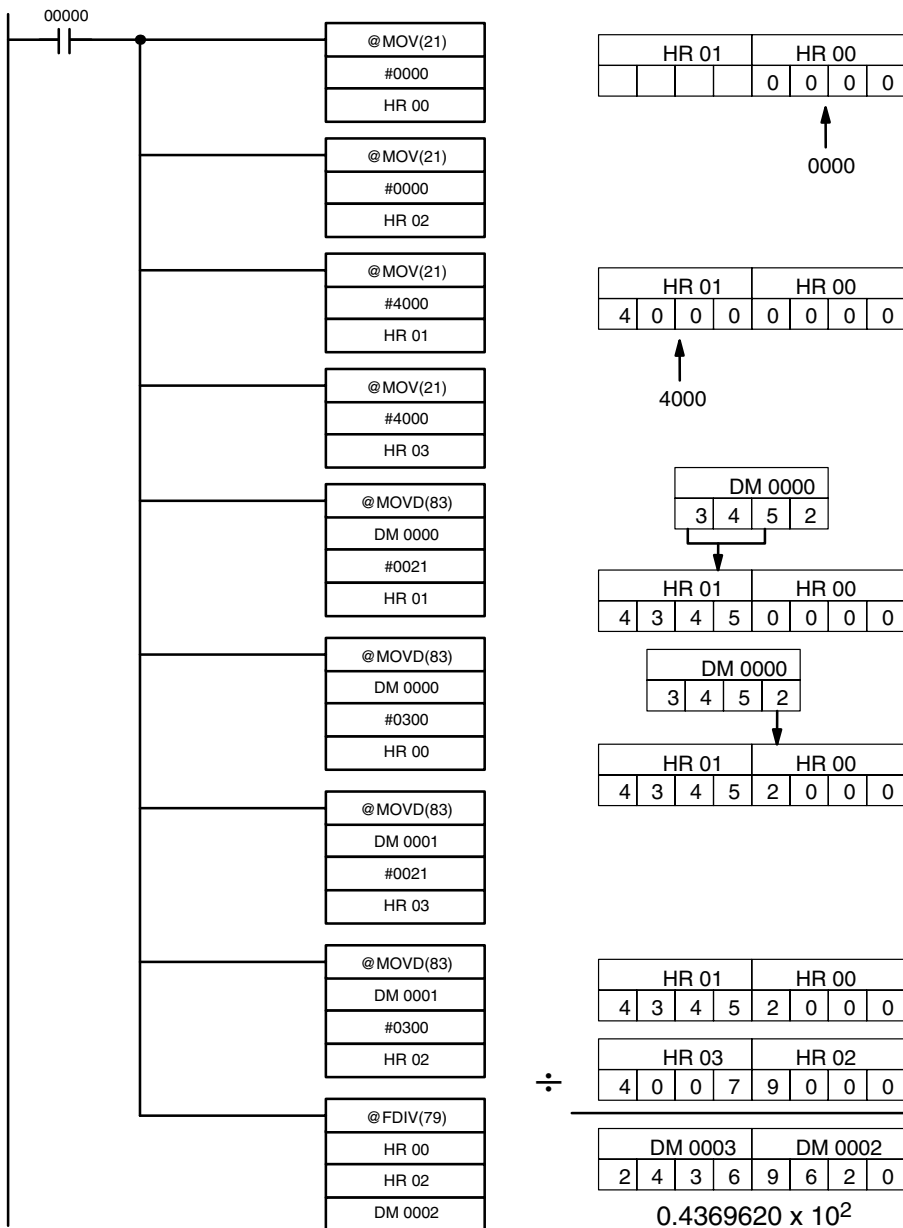 00000
@MOV(21)
#0000
HR 00
@MOV(21)
#0000
HR 02
@MOV(21)
#4000
HR 01
@MOV(21)
#4000
HR 03
@MOVD(83)
DM 0000
#0021
HR 01
@MOVD(83)
DM 0000
#0300
HR 00
@MOVD(83)
DM 0001
#0021
HR 03
@MOVD(83)
DM 0001
#0300
HR 02
@FDIV(79)
HR 00
HR 02
DM 0002
HR 01 HR 00
0 0 0 0
0000
HR 01 HR 00
4 0 0 0 0 0 0 0
4000
DM 0000
3 4 5 2
HR 01 HR 00
4 3 4 5 0 0 0 0
DM 0000
3 4 5 2
HR 01 HR 00
4 3 4 5 2 0 0 0
HR 01 HR 00
4 3 4 5 2 0 0 0
HR 03 HR 02
÷ 4 0 0 7 9 0 0 0
DM 0003 DM 0002
2 4 3 6 9 6 2 0
0.4369620 x 10²